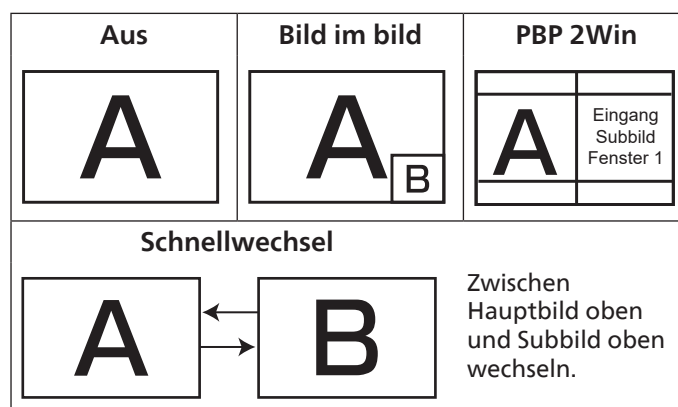 Aus
Bild im bild
PBP 2Win
A
A
B
A
Eingang
Subbild
Fenster 1
Schnellwechsel
A
B
Zwischen
Hauptbild oben
und Subbild oben
wechseln.